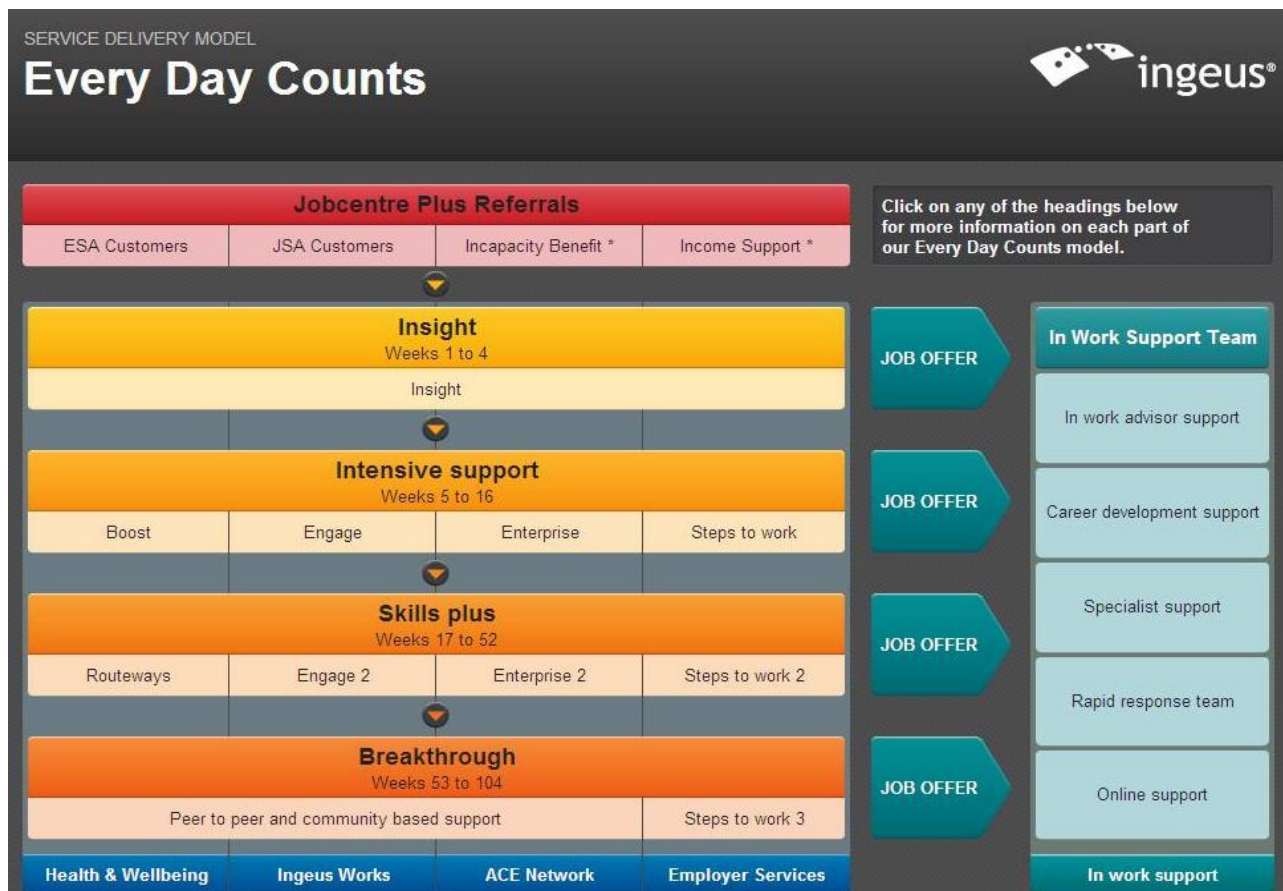 SERVICE DELIVERY MODEL
Every Day Counts
ingeus®
Jobcentre Plus Referrals
ESA Customers
JSA Customers
Incapacity Benefit *
Income Support *
Click on any of the headings below
for more information on each part of
our Every Day Counts model.
Insight
Weeks 1 to 4
Insight
JOB OFFER
Intensive support
Weeks 5 to 16
Boost
Engage
Enterprise
Steps to work
JOB OFFER
Skills plus
Weeks 17 to 52
Routeways
Engage 2
Enterprise 2
Steps to work 2
JOB OFFER
Breakthrough
Weeks 53 to 104
Peer to peer and community based support
Steps to work 3
JOB OFFER
In Work Support Team
In work advisor support
Career development support
Specialist support
Rapid response team
Online support
Health & Wellbeing
Ingeus Works
ACE Network
Employer Services
In work support